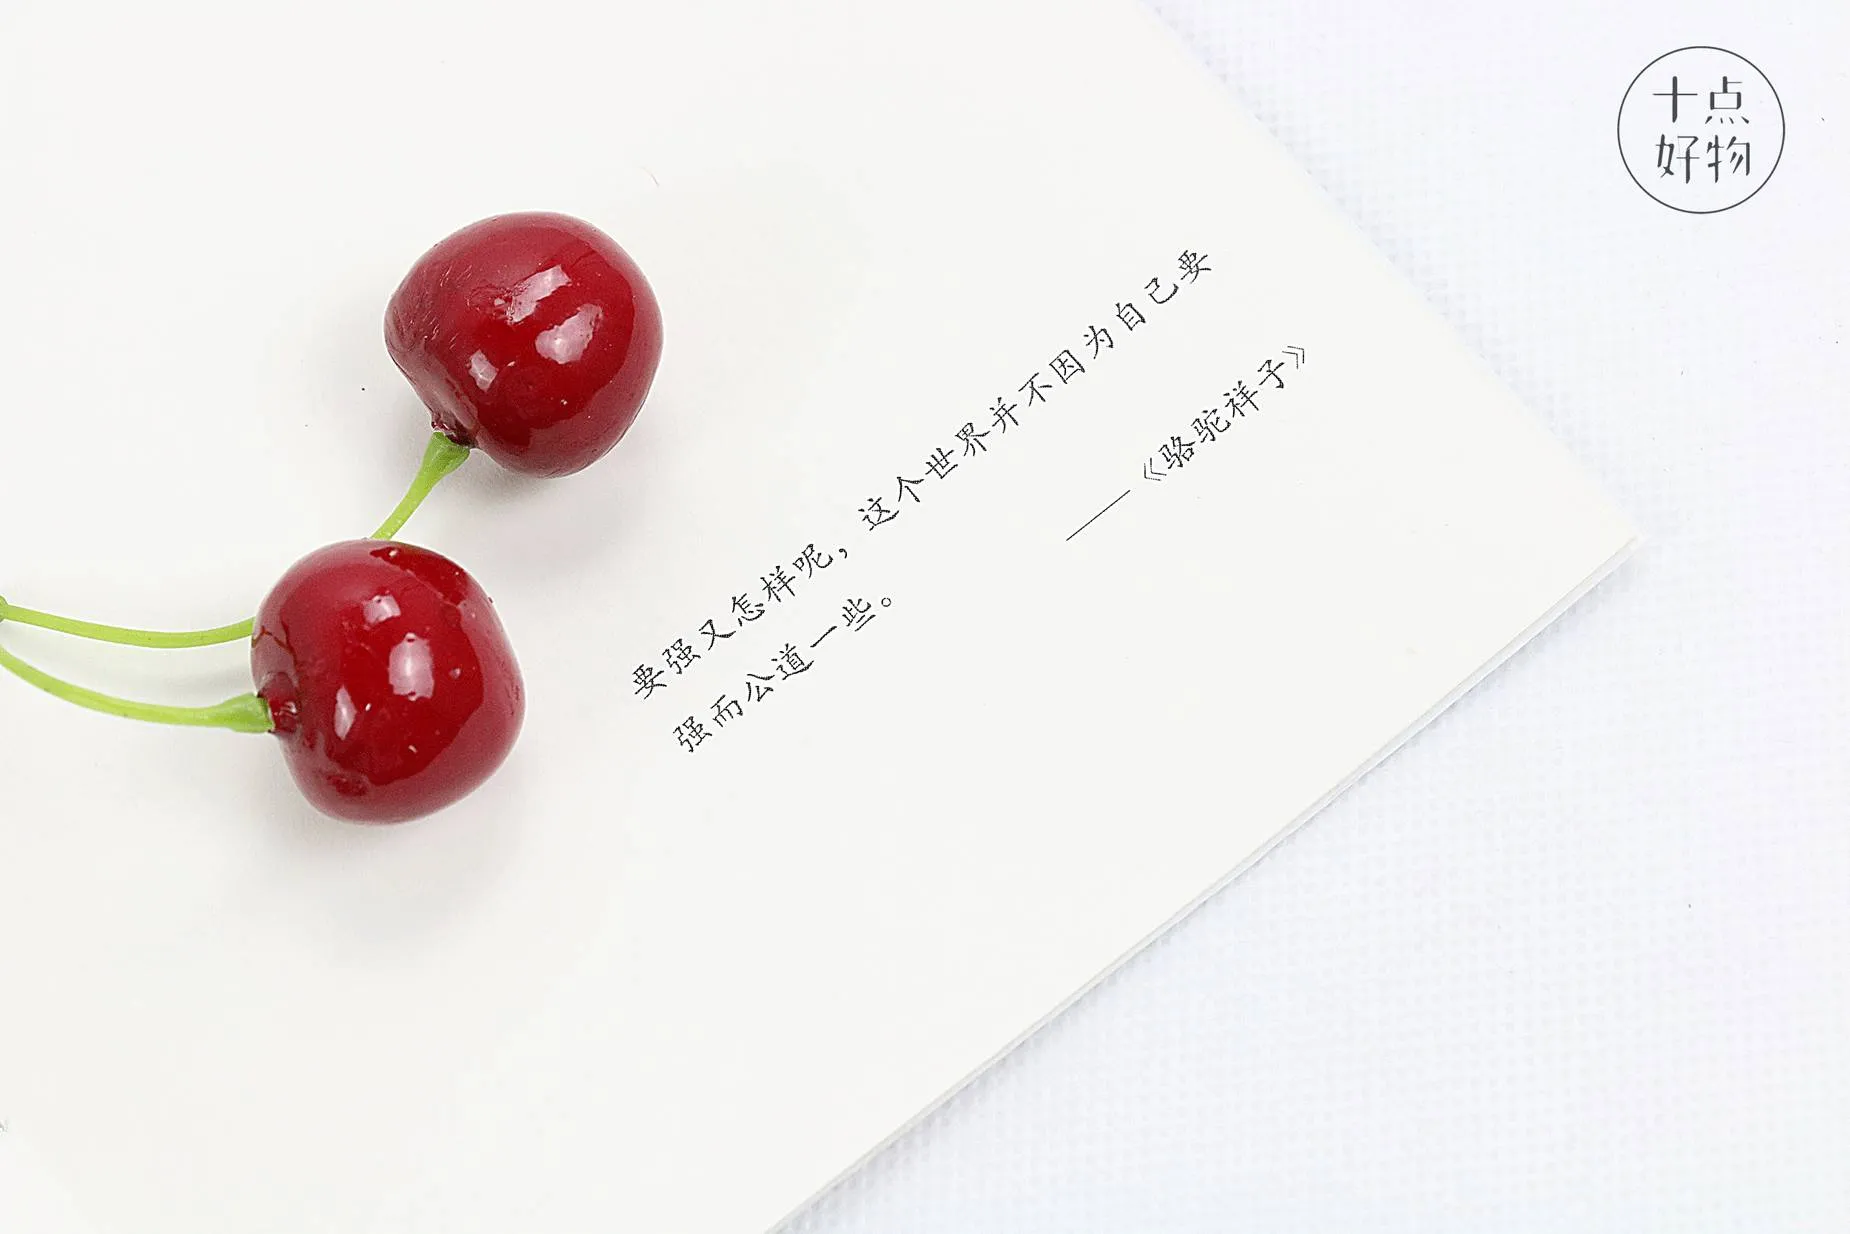 十点
好物
要强又怎样呢，这个世界并不因为自己要
强而公道一些。
——《骆驼祥子》